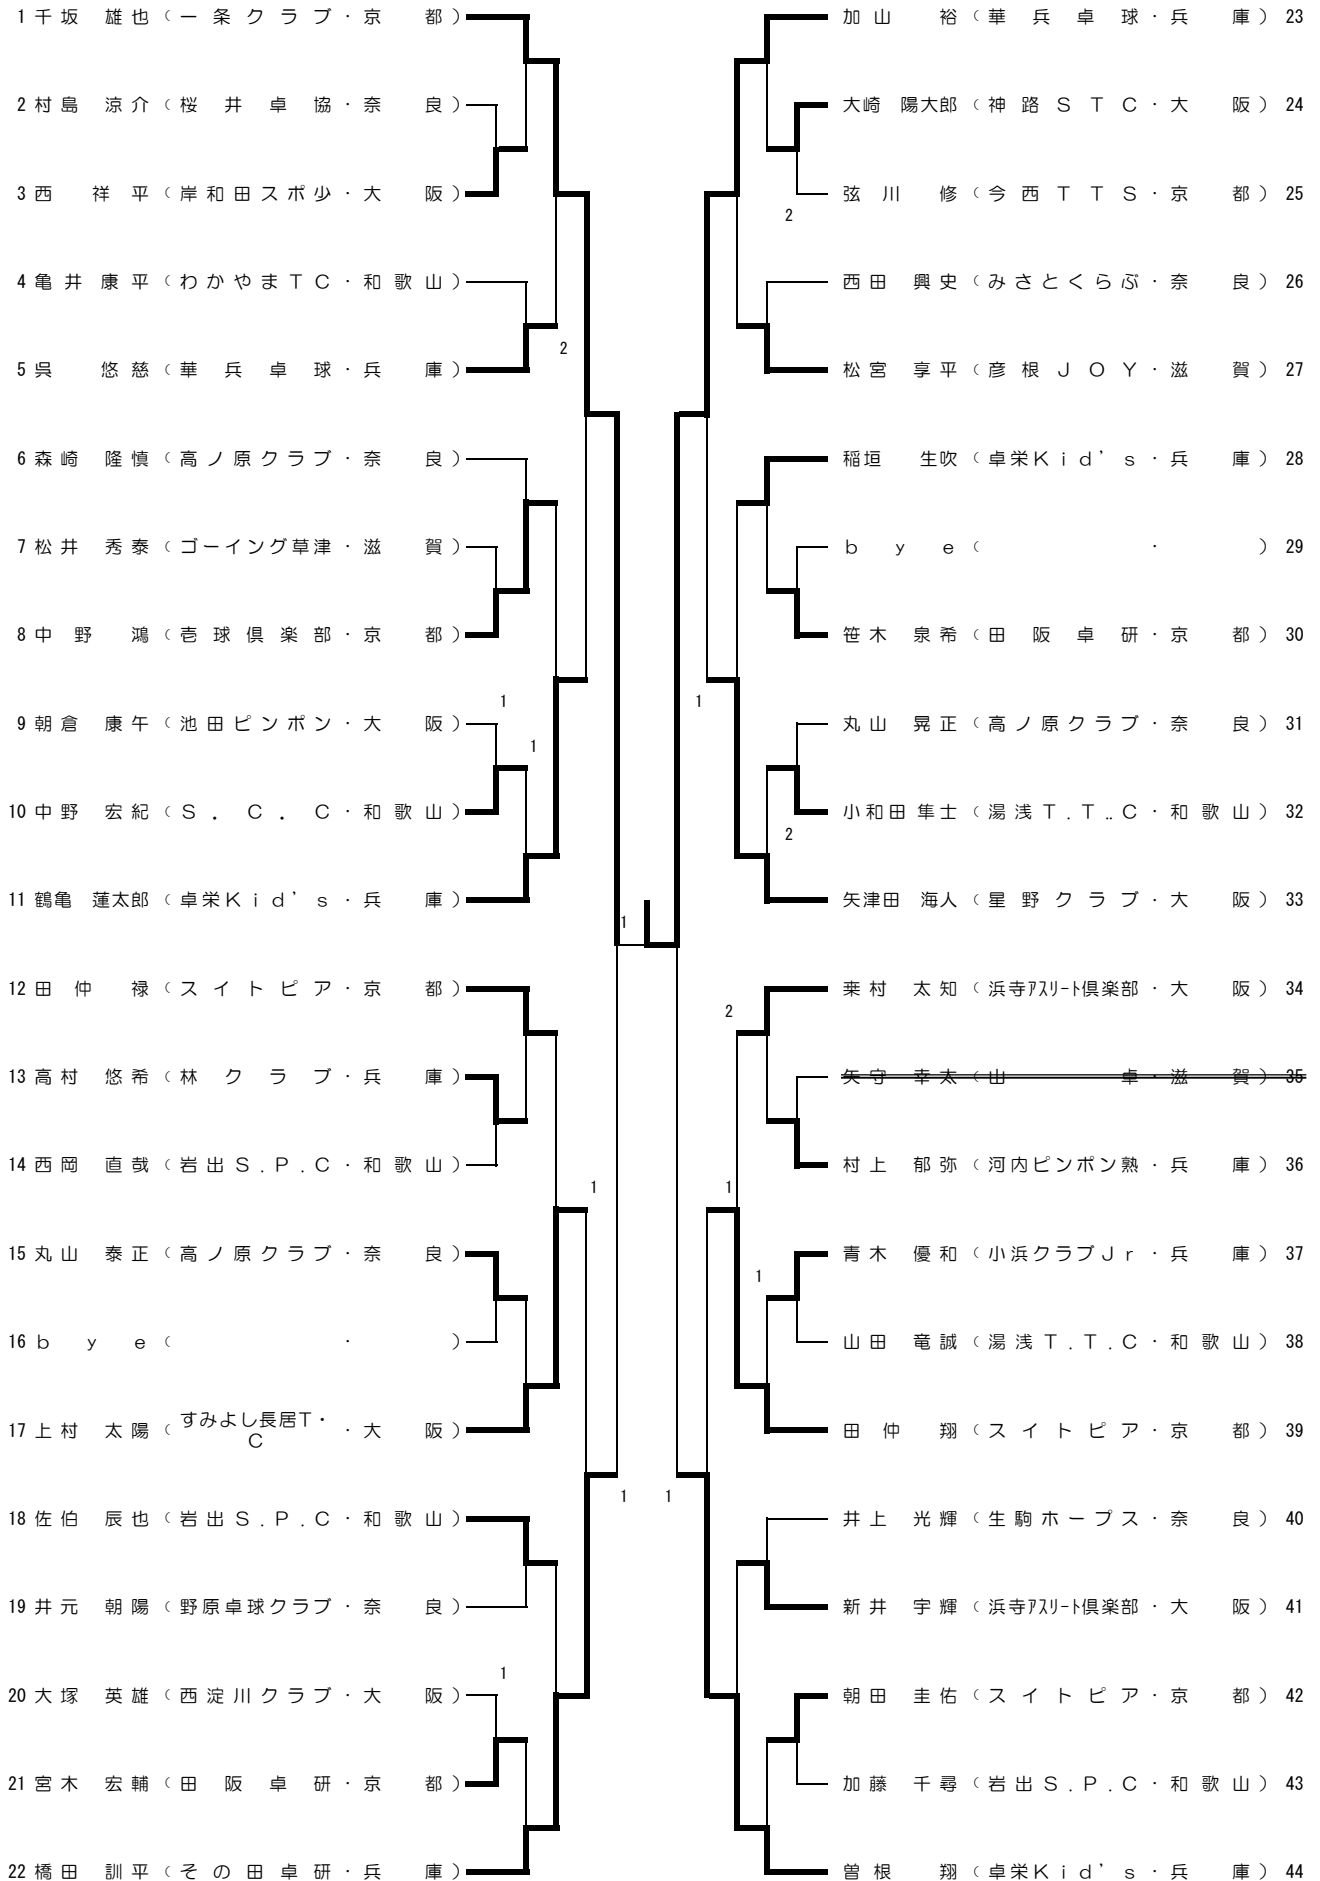 1 千坂 雄也（一条クラブ・京都）
2 村島 涼介（桜井卓協・奈良）
3 西 祥平（岸和田スポ少・大阪）
4 亀井 康平（わかやまTC・和歌山）
2
5 呉 悠慈（華兵卓球・兵庫）
6 森崎 隆慎（高ノ原クラブ・奈良）
7 松井 秀泰（ゴーイング草津・滋賀）
8 中野 鴻（壱球倶楽部・京都）
1
9 朝倉 康午（池田ピンポン・大阪）
1
10 中野 宏紀（S．C．C・和歌山）
11 鶴亀 蓮太郎（卓栄Kid's・兵庫）
1
12 田仲 禄（スイトピア・京都）
13 高村 悠希（林クラブ・兵庫）
14 西岡 直哉（岩出S.P.C・和歌山）
1
15 丸山 泰正（高ノ原クラブ・奈良）
16 bye（ ・ ）
17 上村 太陽（すみよし長居T・C・大阪）
1
18 佐伯 辰也（岩出S.P.C・和歌山）
19 井元 朝陽（野原卓球クラブ・奈良）
1
20 大塚 英雄（西淀川クラブ・大阪）
21 宮木 宏輔（田阪卓研・京都）
22 橋田 訓平（その田卓研・兵庫）
加山 裕（華兵卓球・兵庫）23
大崎 陽大郎（神路STC・大阪）24
弦川 修（今西TTS・京都）25
2
西田 興史（みさとくらぶ・奈良）26
松宮 享平（彦根JOY・滋賀）27
稲垣 生吹（卓栄Kid's・兵庫）28
bye（ ・ ）29
笹木 泉希（田阪卓研・京都）30
1
丸山 晃正（高ノ原クラブ・奈良）31
小和田 隼士（湯浅T.T..C・和歌山）32
2
矢津田 海人（星野クラブ・大阪）33
来村 太知（浜寺ｱｽﾘｰﾄ倶楽部・大阪）34
2
矢守 幸太（山卓・滋賀）35
村上 郁弥（河内ピンポン熟・兵庫）36
1
青木 優和（小浜クラブJr・兵庫）37
1
山田 竜誠（湯浅T.T.C・和歌山）38
田仲 翔（スイトピア・京都）39
1
井上 光輝（生駒ホープス・奈良）40
新井 宇輝（浜寺ｱｽﾘｰﾄ倶楽部・大阪）41
朝田 圭佑（スイトピア・京都）42
加藤 千尋（岩出S.P.C・和歌山）43
曽根 翔（卓栄Kid's・兵庫）44